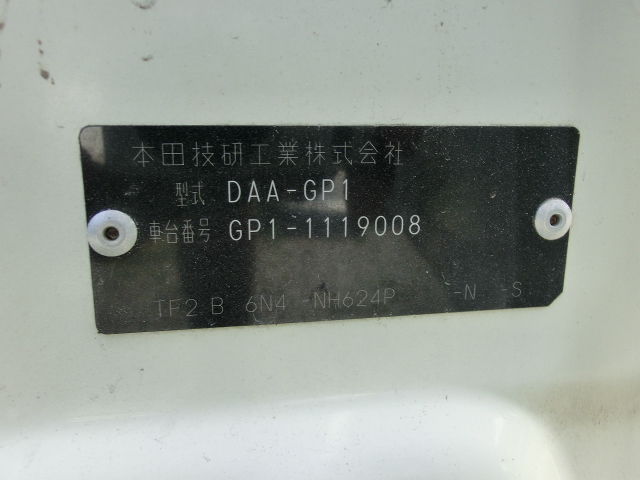 本田技研工業株式会社
型式 DAA-GP1
車台番号 GP1-1119008
TF2 B 6N4 -NH624P -N -S